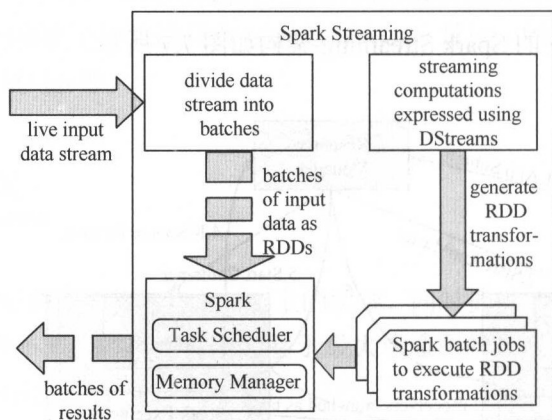 Spark Streaming
divide data
stream into
batches
streaming
computations
expressed using
DStreams
live input
data stream
batches
of input
data as
RDDs
generate
RDD
transfor-
mations
Spark
Task Scheduler
Memory Manager
Spark batch jobs
to execute RDD
transformations
batches of
results